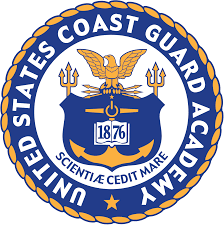 UNITED STATES COAST GUARD ACADEMY
1876
SCIENTIÆ CEDIT MARE